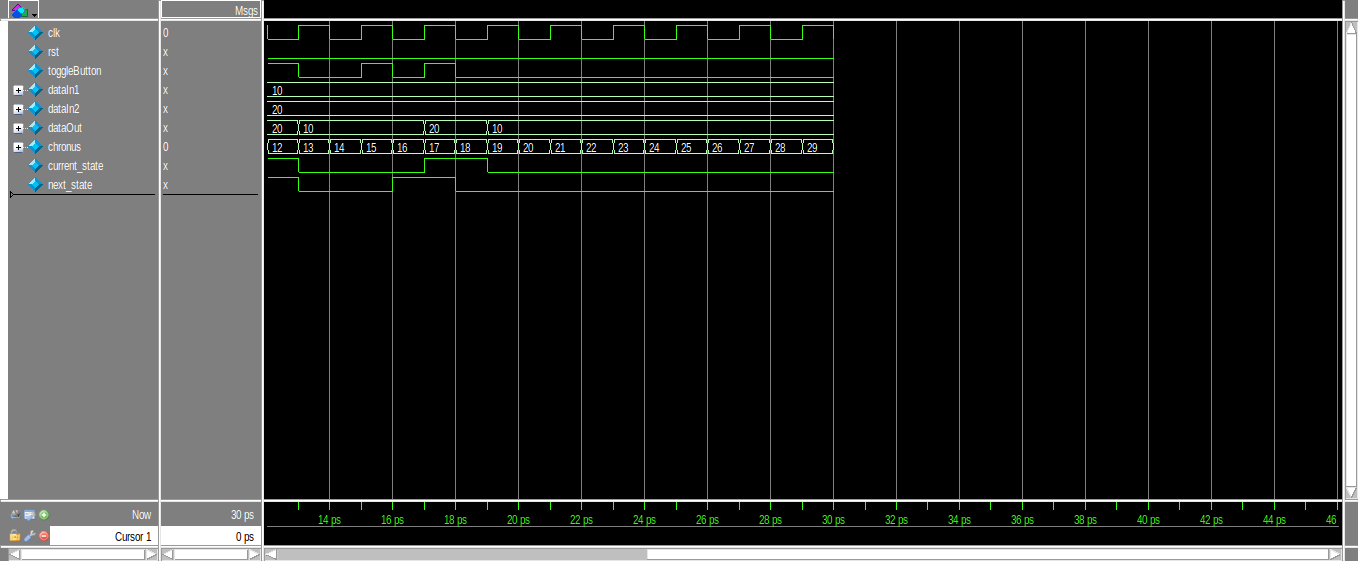 Msgs
clk 0
rst x
toggleButton x 10
dataIn1 x 20
dataIn2 x
dataOut x 20 10 20 10
chronus 0 12 13 14 15 16 17 18 19 20 21 22 23 24 25 26 27 28 29
current_state x
next_state x
Now 30 ps 14 ps 16 ps 18 ps 20 ps 22 ps 24 ps 26 ps 28 ps 30 ps 32 ps 34 ps 36 ps 38 ps 40 ps 42 ps 44 ps 46
Cursor 1 0 ps